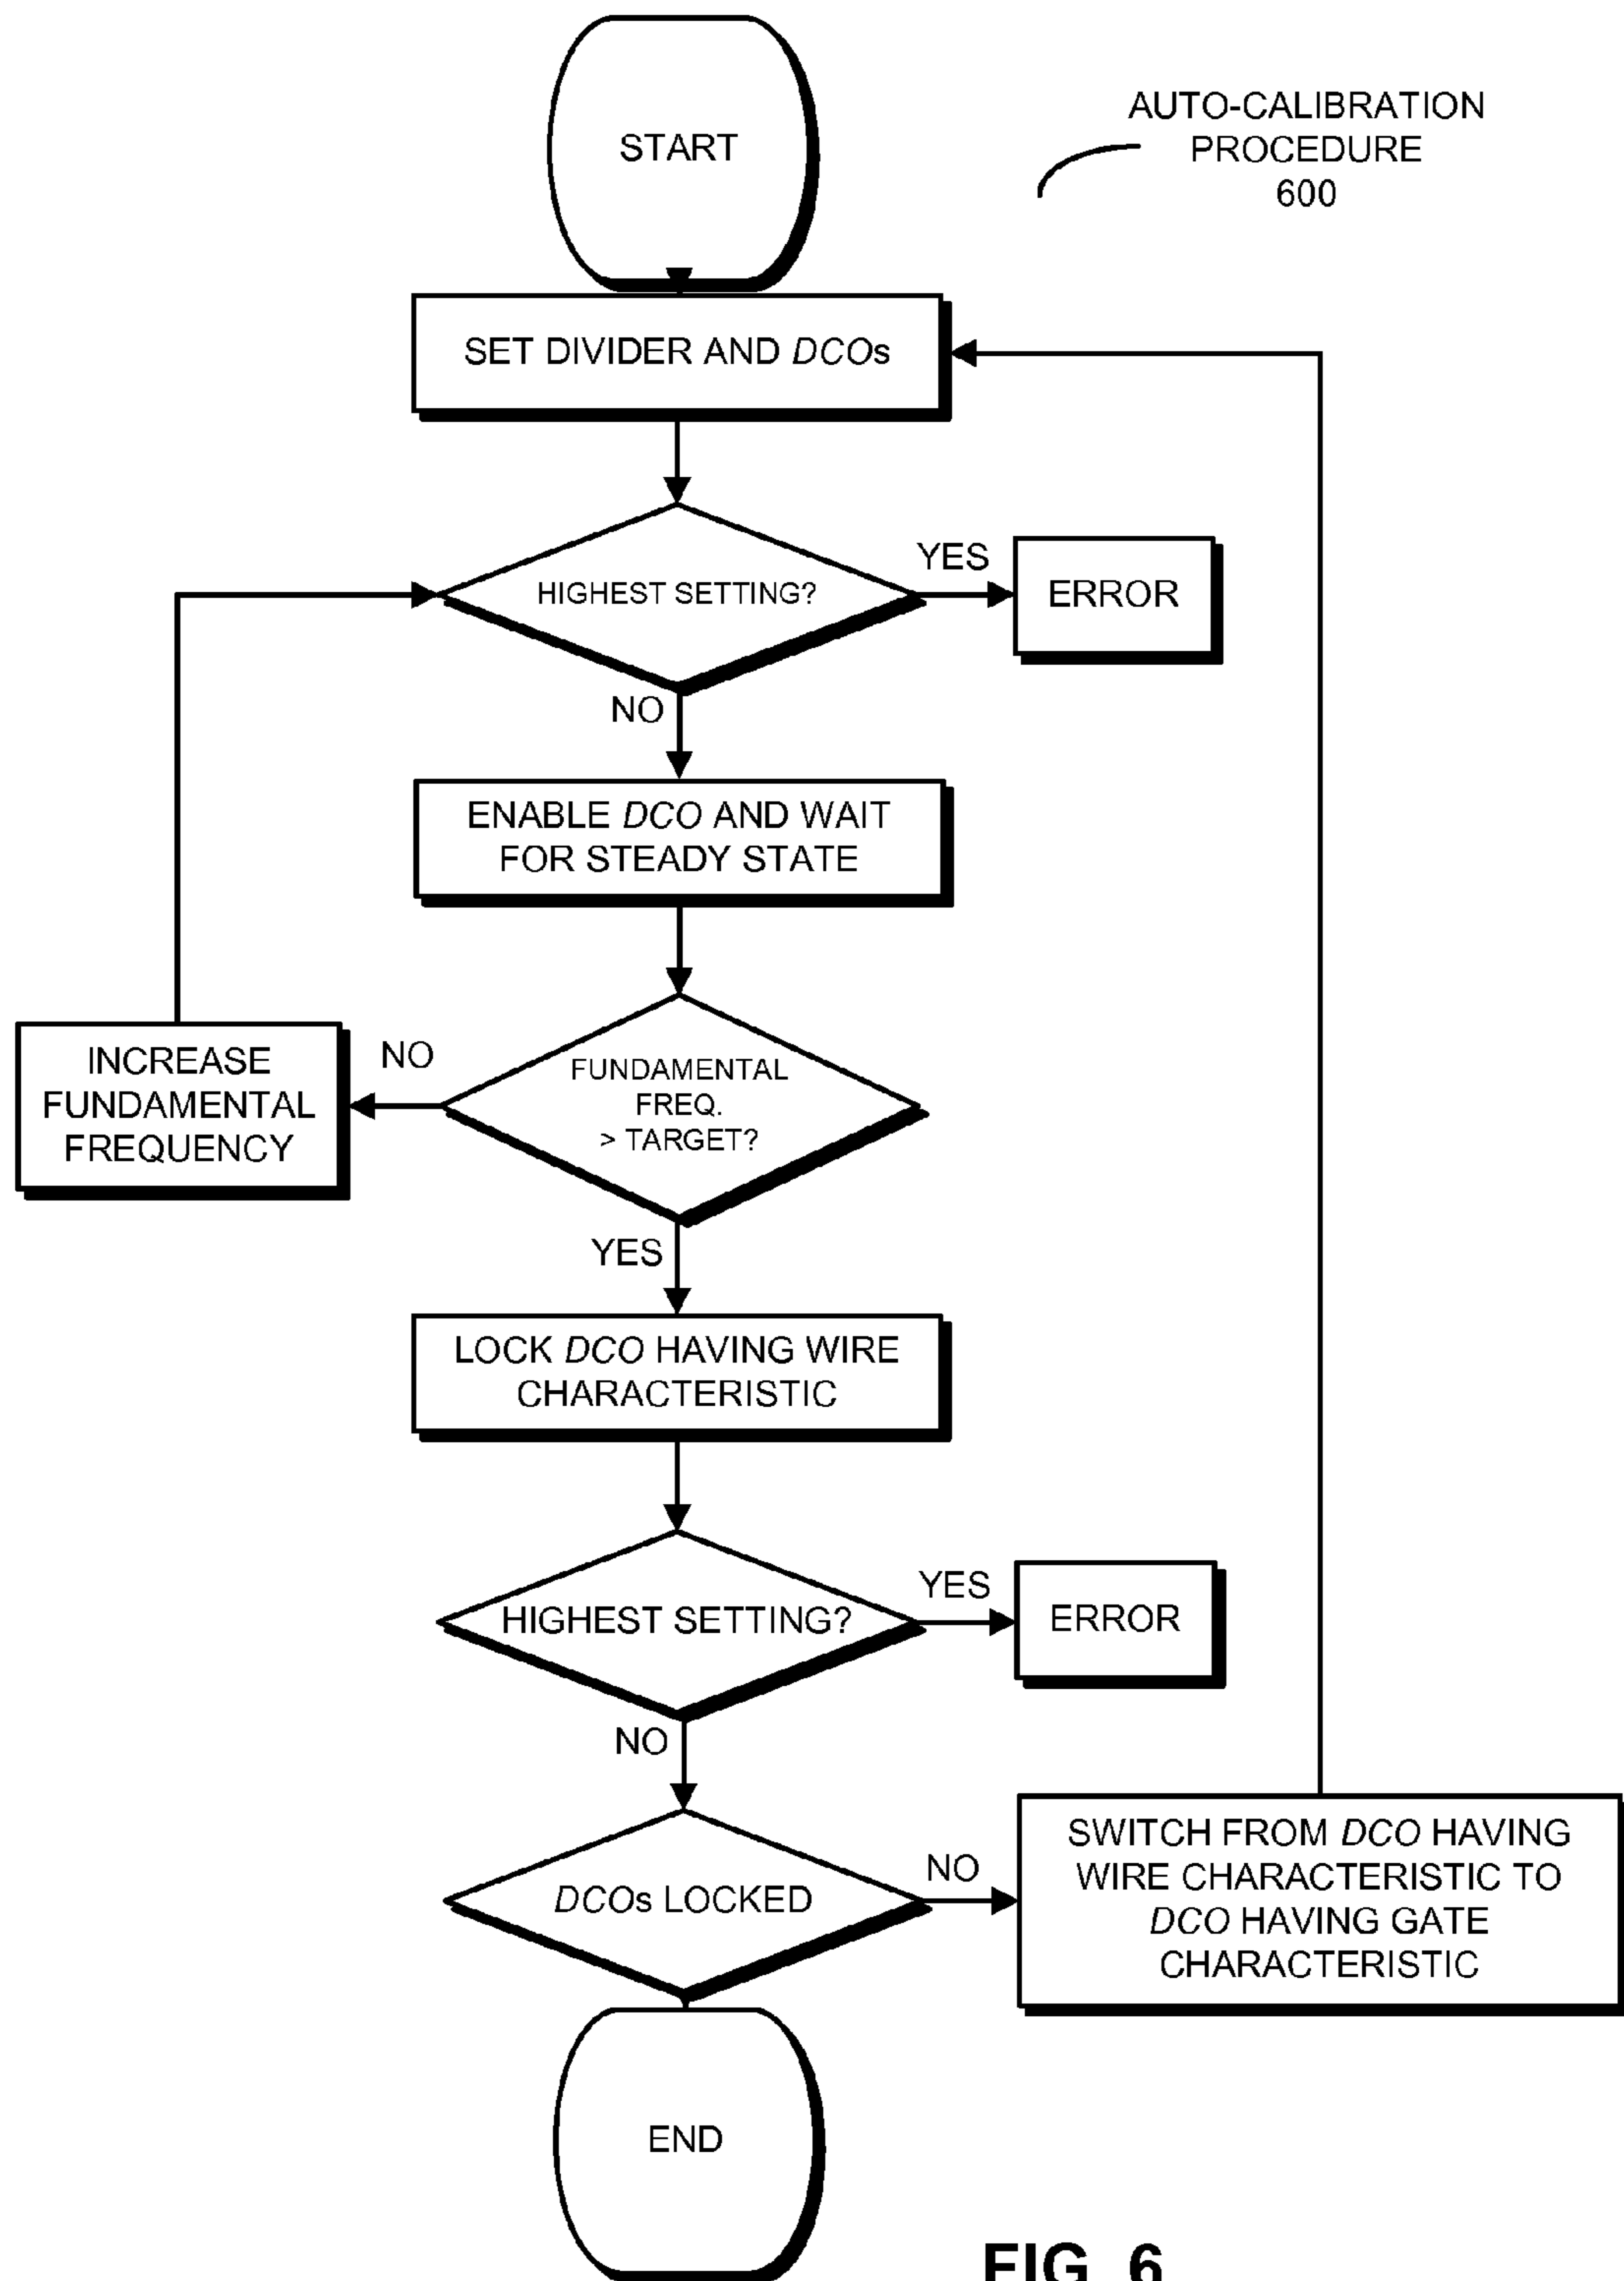 START
AUTO-CALIBRATION
PROCEDURE
600
SET DIVIDER AND DCOs
HIGHEST SETTING?
YES
ERROR
NO
ENABLE DCO AND WAIT
FOR STEADY STATE
INCREASE
FUNDAMENTAL
FREQUENCY
NO
FUNDAMENTAL
FREQ.
> TARGET?
YES
LOCK DCO HAVING WIRE
CHARACTERISTIC
HIGHEST SETTING?
YES
ERROR
NO
DCOs LOCKED
NO
SWITCH FROM DCO HAVING
WIRE CHARACTERISTIC TO
DCO HAVING GATE
CHARACTERISTIC
END
FIG. 6